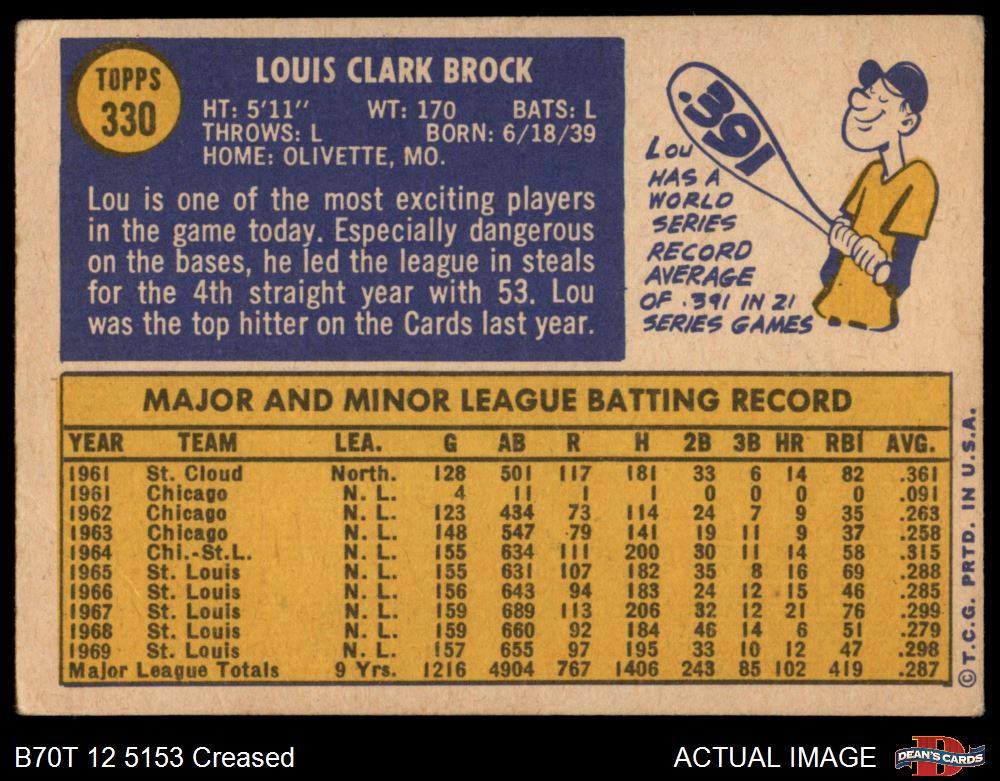 TOPPS
330
LOUIS CLARK BROCK
HT: 5'11'' WT: 170 BATS: L
THROWS: L BORN: 6/18/39
HOME: OLIVETTE, MO.
Lou is one of the most exciting players
in the game today. Especially dangerous
on the bases, he led the league in steals
for the 4th straight year with 53. Lou
was the top hitter on the Cards last year.
.391
LOU
HAS A
WORLD
SERIES
RECORD
AVERAGE
OF .391 IN 21
SERIES GAMES
MAJOR AND MINOR LEAGUE BATTING RECORD
YEAR TEAM LEA. G AB R H 2B 3B HR RBI AVG.
1961 St. Cloud North. 128 501 117 181 33 6 14 82 .361
1961 Chicago N. L. 4 11 1 1 0 0 0 0 .091
1962 Chicago N. L. 123 434 73 114 24 7 9 35 .263
1963 Chicago N. L. 148 547 79 141 19 11 9 37 .258
1964 Chi.-St.L. N. L. 155 634 111 200 30 11 14 58 .315
1965 St. Louis N. L. 155 631 107 182 35 8 16 69 .288
1966 St. Louis N. L. 156 643 94 183 24 12 15 46 .285
1967 St. Louis N. L. 159 689 113 206 32 12 21 76 .299
1968 St. Louis N. L. 159 660 92 184 46 14 6 51 .279
1969 St. Louis N. L. 157 655 97 195 33 10 12 47 .298
Major League Totals 9 Yrs. 1216 4904 767 1406 243 85 102 419 .287
© T.C.G. PRTD. IN U.S.A.
B70T 12 5153 Creased
ACTUAL IMAGE
DEAN'S CARDS